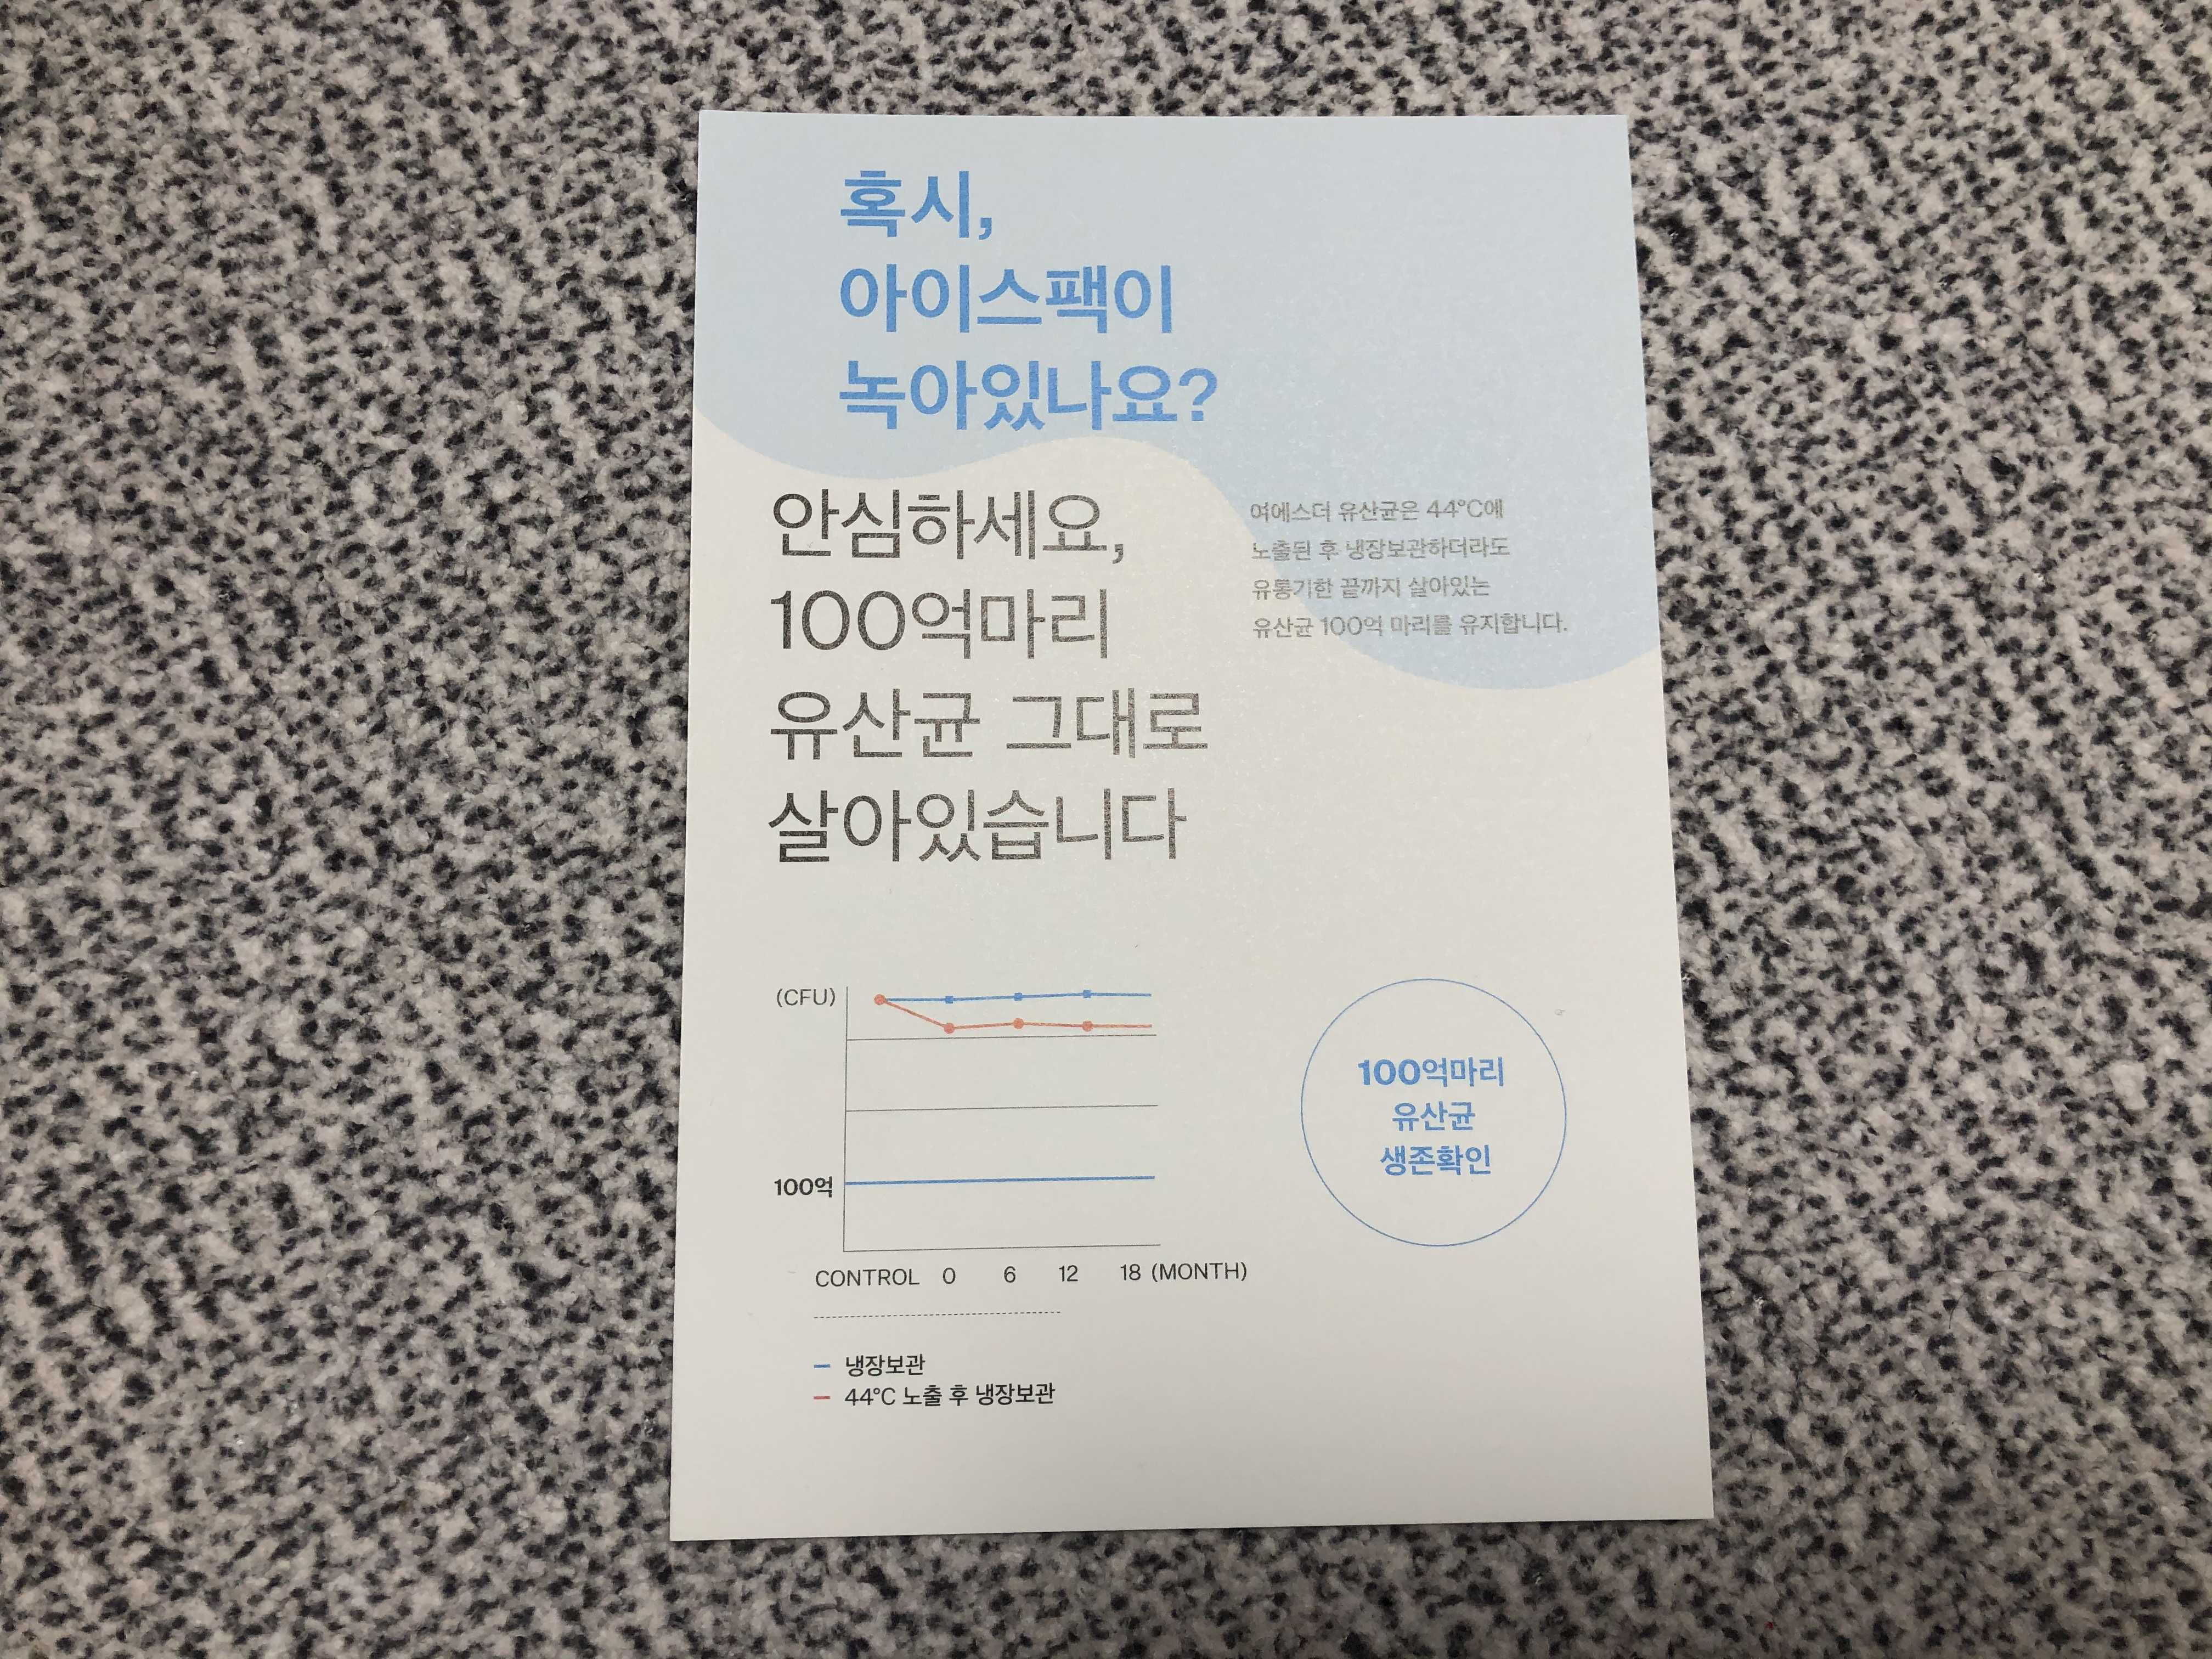 혹시,
아이스팩이
녹아있나요?
안심하세요,
100억마리
유산균 그대로
살아있습니다
여에스더 유산균은 44°C에
노출된 후 냉장보관하더라도
유통기한 끝까지 살아있는
유산균 100억 마리를 유지합니다.
(CFU)
100억
CONTROL 0 6 12 18 (MONTH)
냉장보관
44°C 노출 후 냉장보관
100억마리
유산균
생존확인